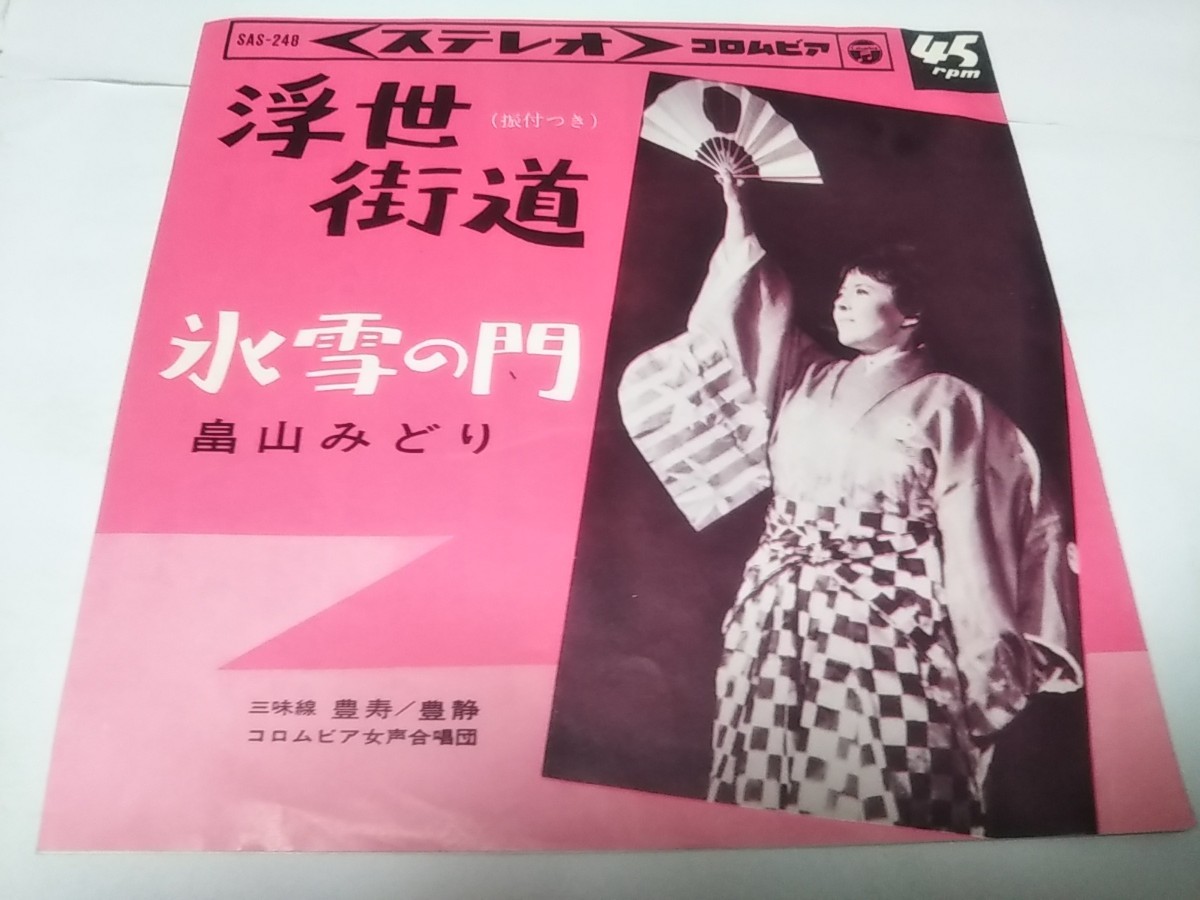 SAS-248 <ステレオ> コロムビア
45
rpm
浮世 (振付つき)
街道
氷雪の門
畠山みどり
三味線 豊寿/豊静
コロムビア女声合唱団